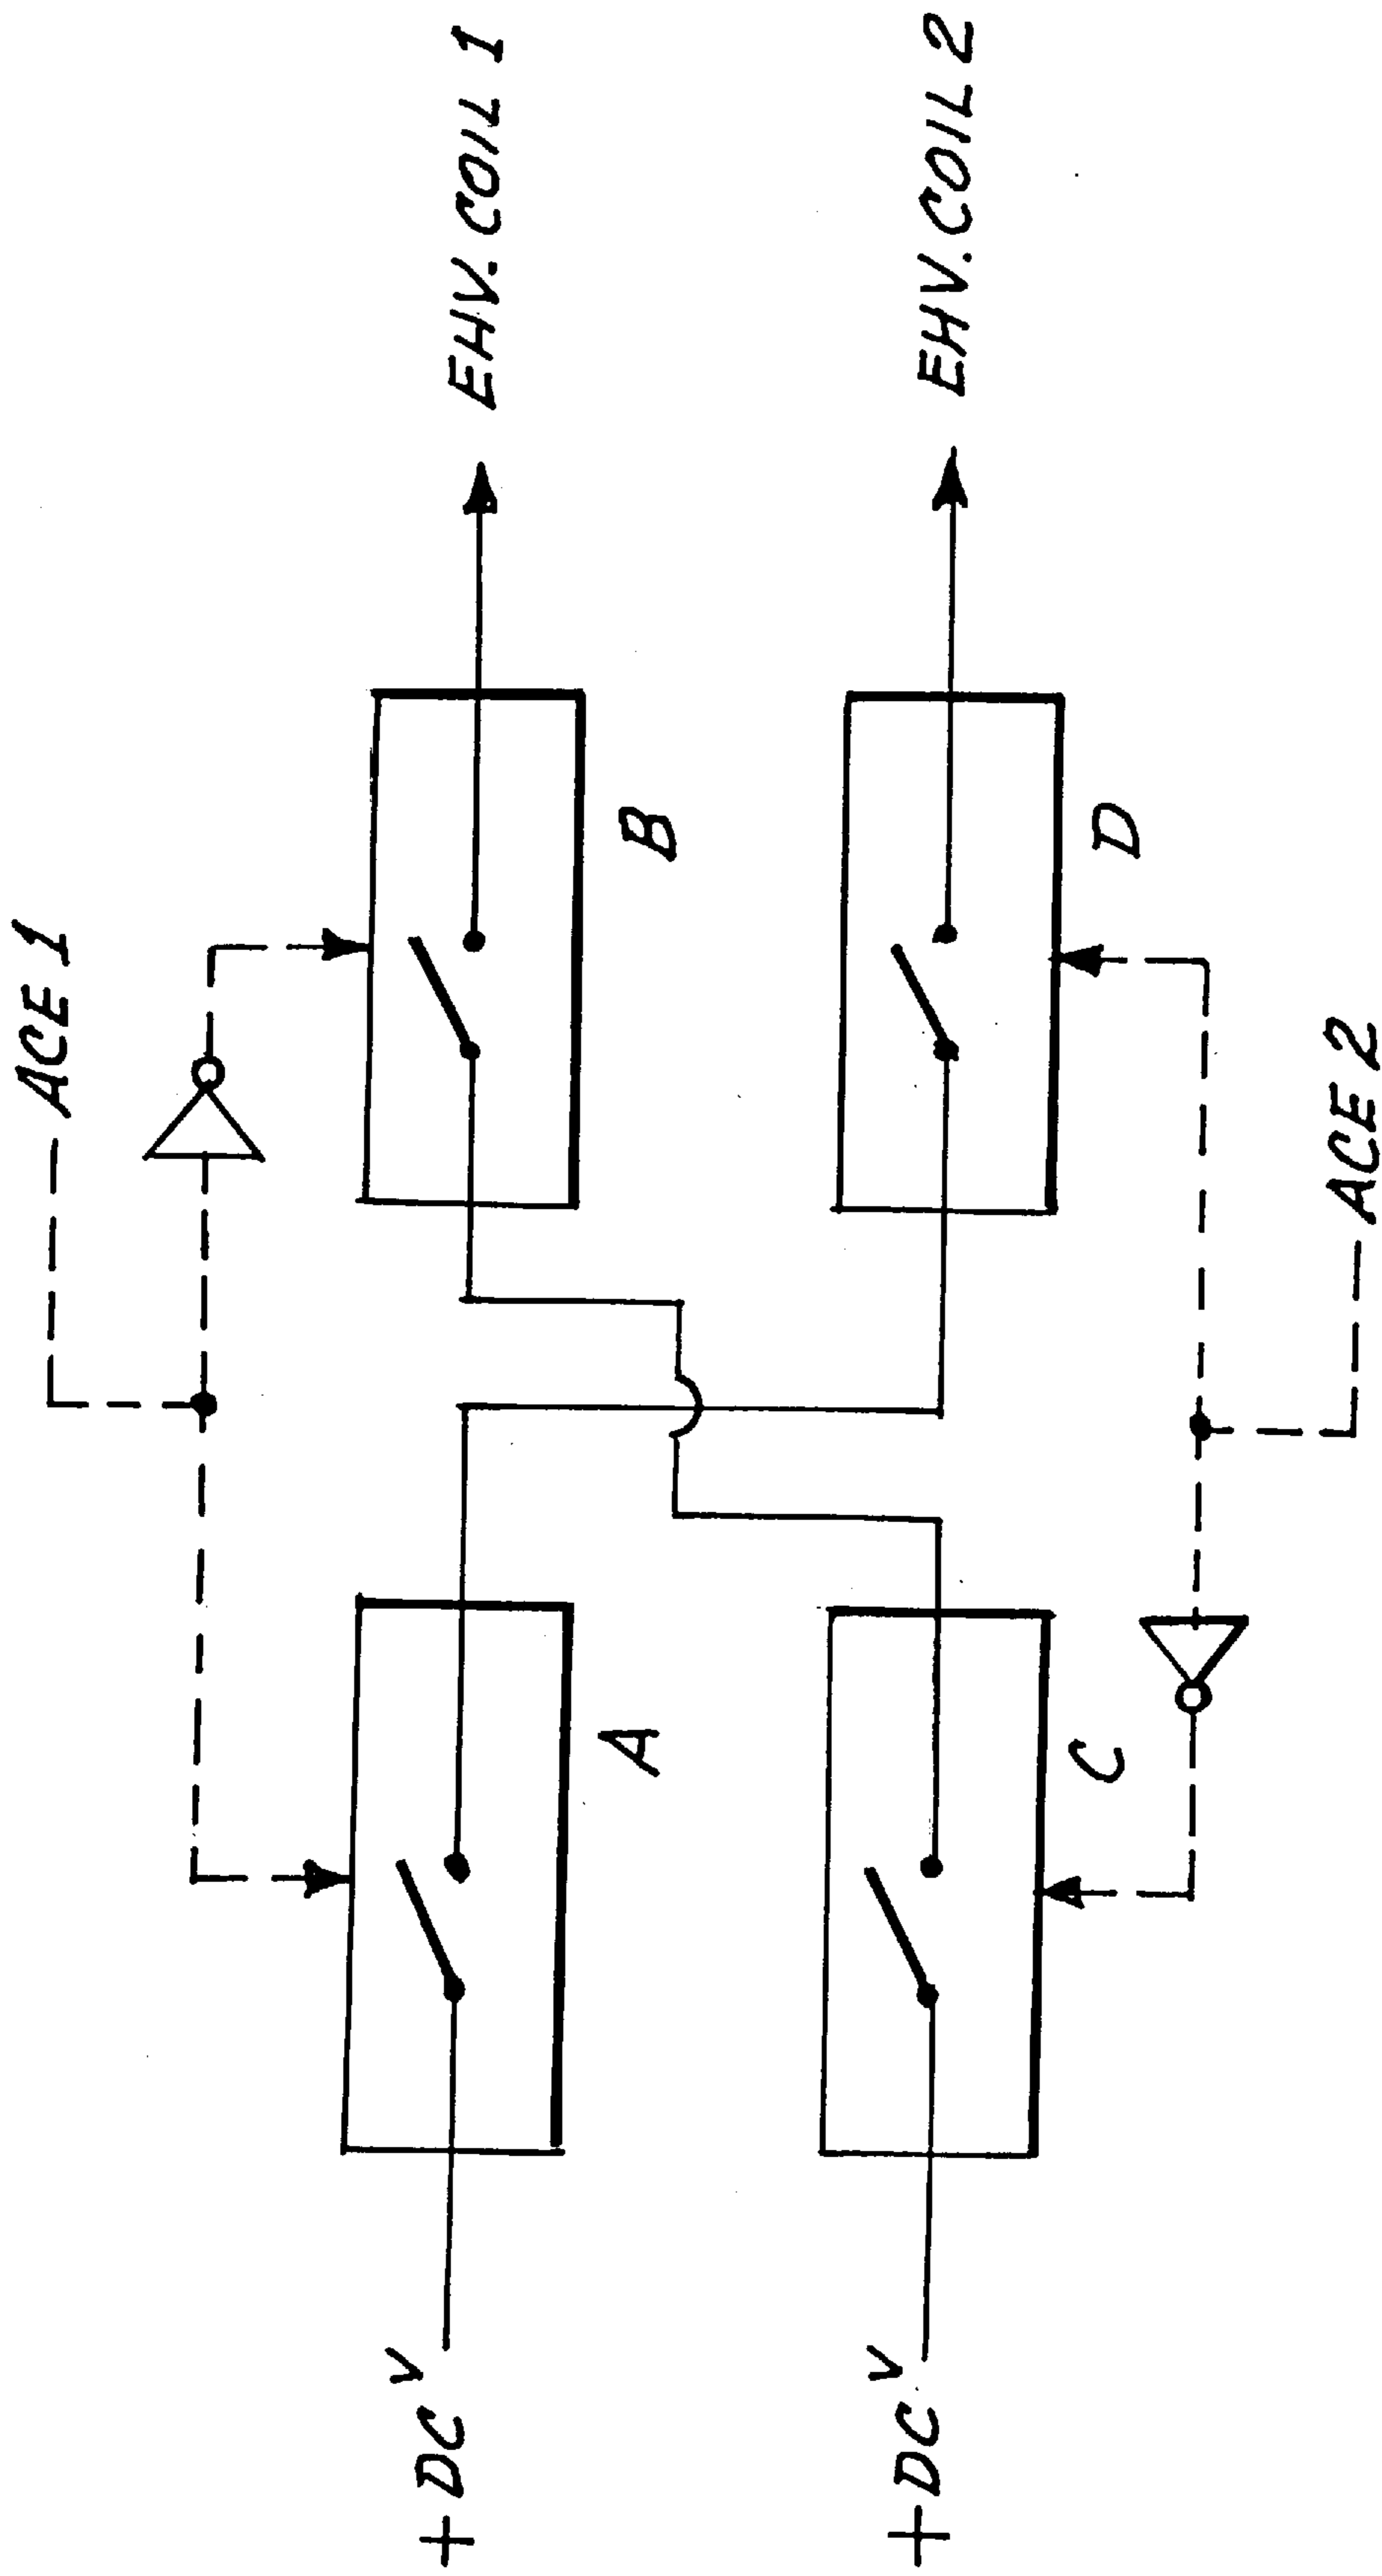 ACE 1
+DC V
A
B
EHV. COIL 1
+DC V
C
D
EHV. COIL 2
ACE 2